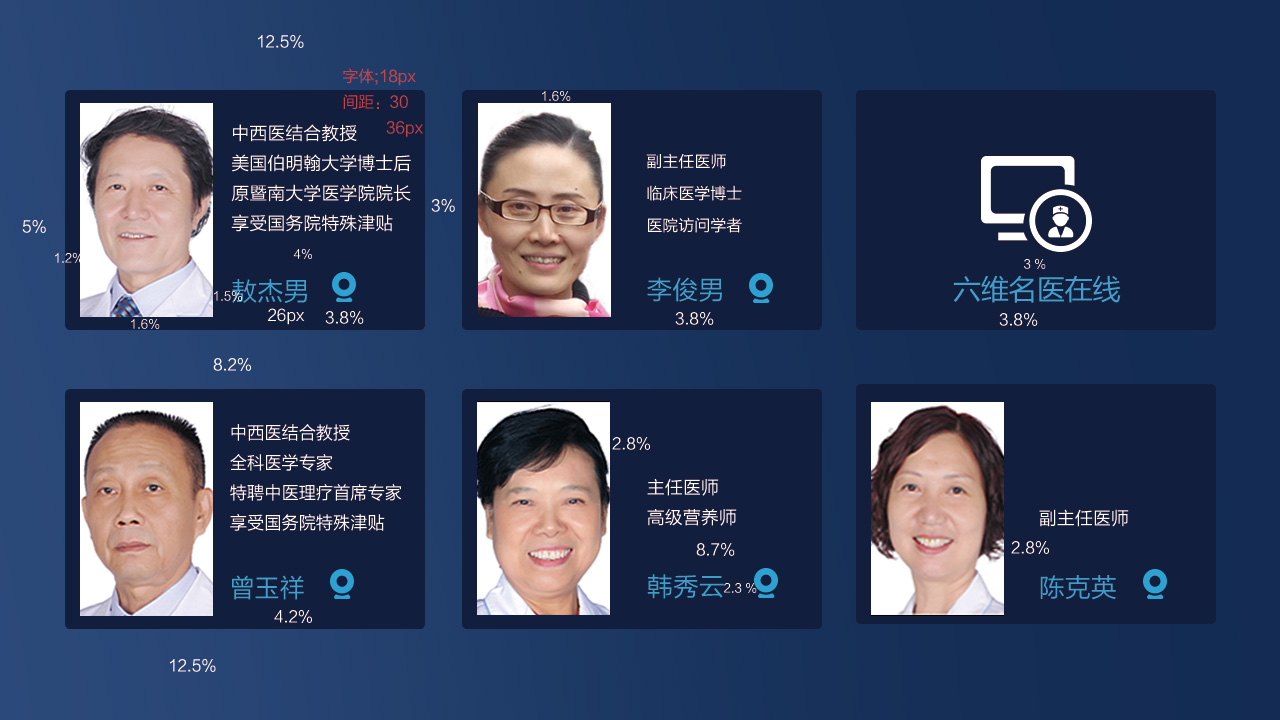 12.5%
字体;18px
间距：30
36px
中西医结合教授
美国伯明翰大学博士后
原暨南大学医学院院长
享受国务院特殊津贴
4%
5%
1.2%
1.5%
敖杰男
26px
3.8%
1.6%
3%
1.6%
副主任医师
临床医学博士
医院访问学者
李俊男
3.8%
3 %
六维名医在线
3.8%
8.2%
中西医结合教授
全科医学专家
特聘中医理疗首席专家
享受国务院特殊津贴
曾玉祥
4.2%
2.8%
主任医师
高级营养师
8.7%
韩秀云
2.3 %
副主任医师
2.8%
陈克英
12.5%